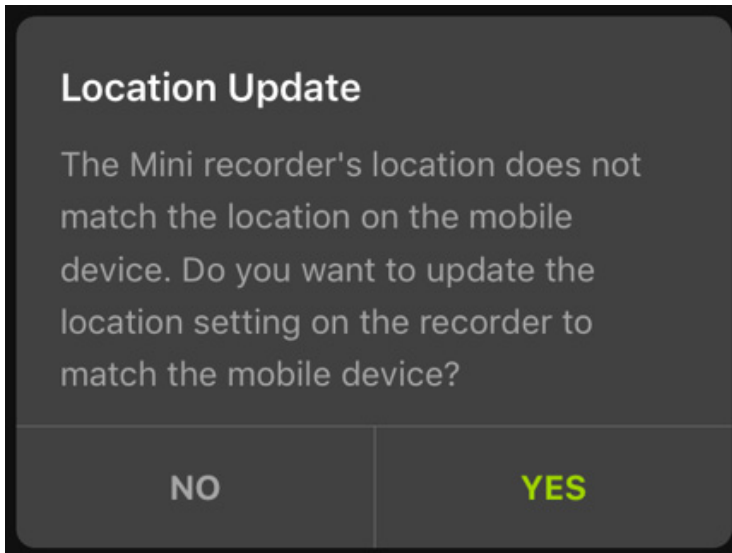 Location Update
The Mini recorder's location does not
match the location on the mobile
device. Do you want to update the
location setting on the recorder to
match the mobile device?
NO
YES